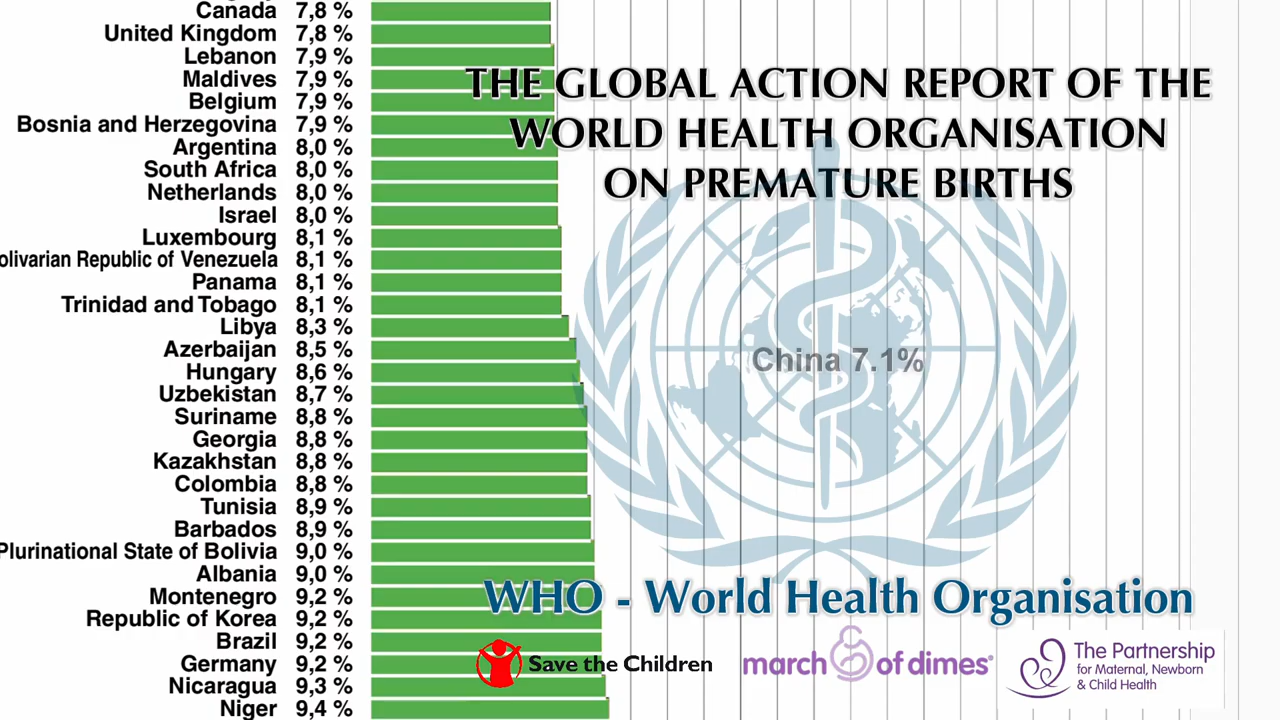 Canada 7,8 %
United Kingdom 7,8 %
Lebanon 7,9 %
Maldives 7,9 %
Belgium 7,9 %
Bosnia and Herzegovina 7,9 %
Argentina 8,0 %
South Africa 8,0 %
Netherlands 8,0 %
Israel 8,0 %
Luxembourg 8,1 %
olivarian Republic of Venezuela 8,1 %
Panama 8,1 %
Trinidad and Tobago 8,1 %
Libya 8,3 %
Azerbaijan 8,5 %
Hungary 8,6 %
Uzbekistan 8,7 %
Suriname 8,8 %
Georgia 8,8 %
Kazakhstan 8,8 %
Colombia 8,8 %
Tunisia 8,9 %
Barbados 8,9 %
Plurinational State of Bolivia 9,0 %
Albania 9,0 %
Montenegro 9,2 %
Republic of Korea 9,2 %
Brazil 9,2 %
Germany 9,2 %
Nicaragua 9,3 %
Niger 9,4 %
THE GLOBAL ACTION REPORT OF THE
WORLD HEALTH ORGANISATION
ON PREMATURE BIRTHS
China 7.1%
WHO - World Health Organisation
Save the Children
march of dimes®
The Partnership
for Maternal, Newborn
& Child Health